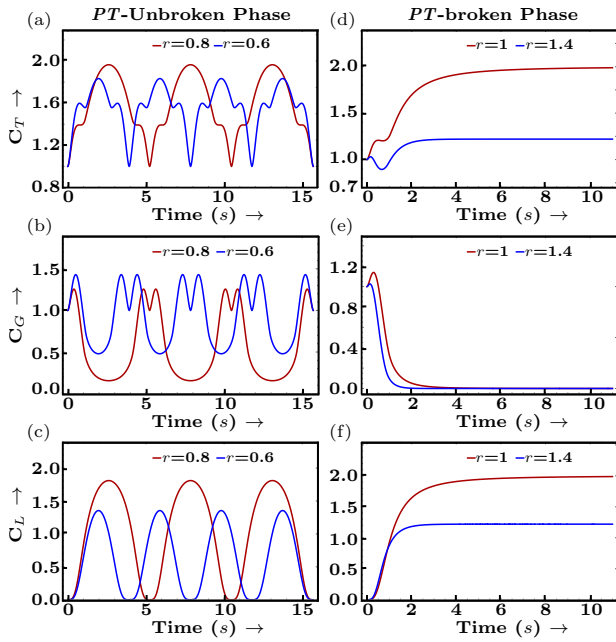 PT-Unbroken Phase
PT-broken Phase
(a)
r=0.8 r=0.6
2.0
1.6
1.2
0.8
C_T →
0 5 10 15
Time (s) →
(d)
r=1 r=1.4
2.0
1.5
1.0
0.7
0 2 4 6 8 10
Time (s) →
(b)
r=0.8 r=0.6
1.5
1.0
0.5
0.0
C_G →
0 5 10 15
Time (s) →
(e)
r=1 r=1.4
1.2
0.8
0.4
0.0
0 2 4 6 8 10
Time (s) →
(c)
r=0.8 r=0.6
2.0
1.5
1.0
0.5
0.0
C_L →
0 5 10 15
Time (s) →
(f)
r=1 r=1.4
2.0
1.5
1.0
0.5
0.0
0 2 4 6 8 10
Time (s) →